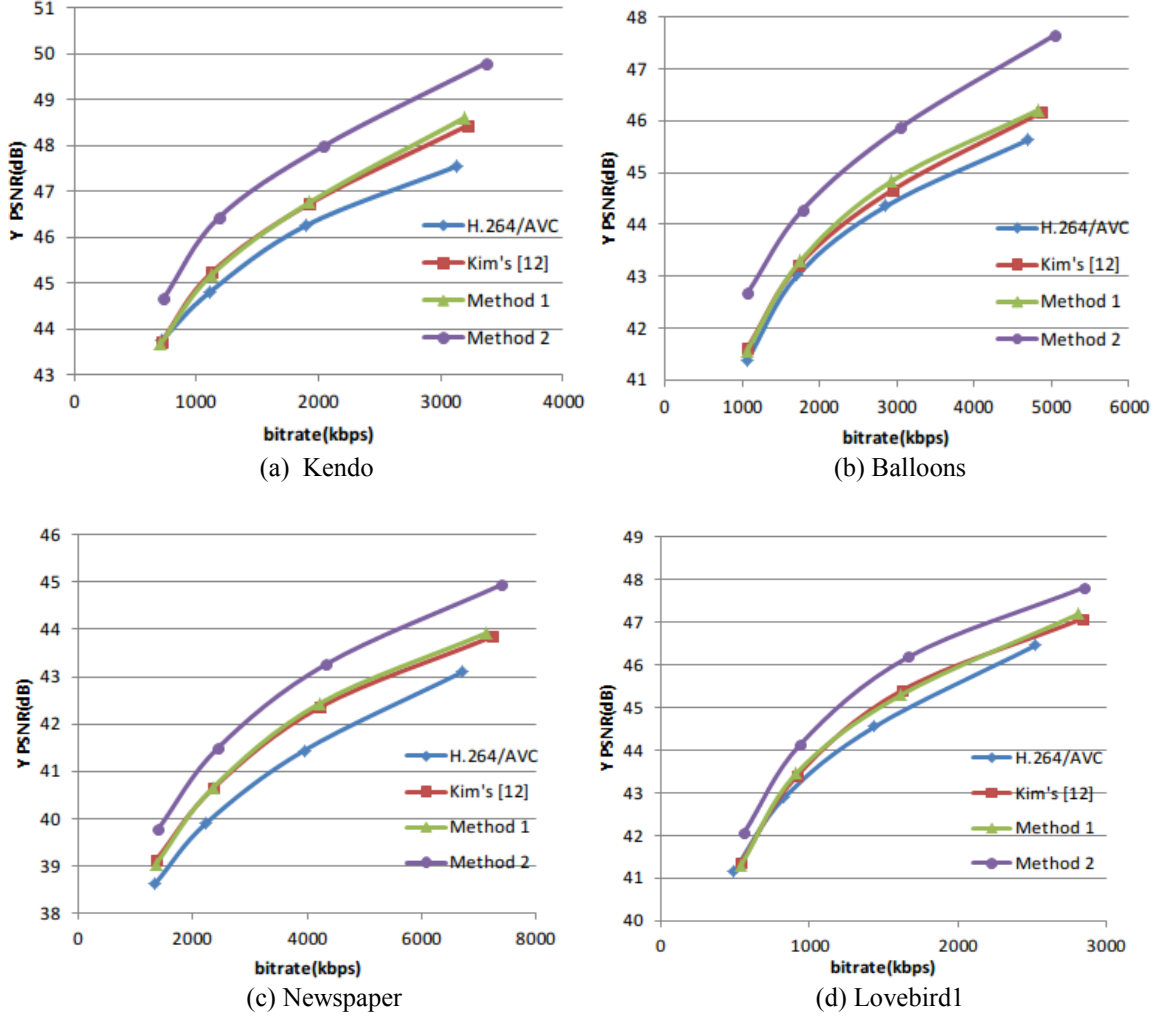 51
50
49
48
47
46
45
44
43
0 1000 2000 3000 4000
Y PSNR(dB)
bitrate(kbps)
H.264/AVC
Kim's [12]
Method 1
Method 2
(a) Kendo
48
47
46
45
44
43
42
41
0 1000 2000 3000 4000 5000 6000
Y PSNR(dB)
bitrate(kbps)
H.264/AVC
Kim's [12]
Method 1
Method 2
(b) Balloons
46
45
44
43
42
41
40
39
38
0 2000 4000 6000 8000
Y PSNR(dB)
bitrate(kbps)
H.264/AVC
Kim's [12]
Method 1
Method 2
(c) Newspaper
49
48
47
46
45
44
43
42
41
40
0 1000 2000 3000
Y PSNR(dB)
bitrate(kbps)
H.264/AVC
Kim's [12]
Method 1
Method 2
(d) Lovebird1